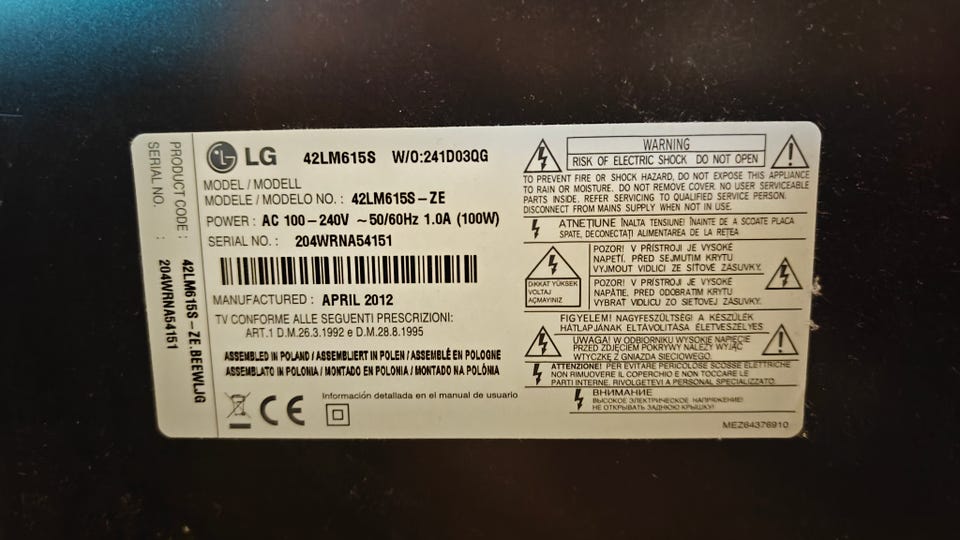 PRODUCT CODE : 42LM615S-ZE.BEEWLJG
SERIAL NO. : 204WRNA54151
LG 42LM615S W/O:241D03QG
MODEL / MODELL
MODELE / MODELO NO. : 42LM615S-ZE
POWER : AC 100-240V ~50/60Hz 1.0A (100W)
SERIAL NO. : 204WRNA54151
MANUFACTURED : APRIL 2012
TV CONFORME ALLE SEGUENTI PRESCRIZIONI:
ART.1 D.M.26.3.1992 e D.M.28.8.1995
ASSEMBLED IN POLAND / ASSEMBLIERT IN POLEN / ASSEMBLÉ EN POLOGNE
ASSEMBLATO IN POLONIA / MONTADO EN POLONIA / MONTADO NA POLÔNIA
CE
Información detallada en el manual de usuario
WARNING
RISK OF ELECTRIC SHOCK DO NOT OPEN
TO PREVENT FIRE OR SHOCK HAZARD, DO NOT EXPOSE THIS APPLIANCE
TO RAIN OR MOISTURE. DO NOT REMOVE COVER. NO USER SERVICEABLE
PARTS INSIDE. REFER SERVICING TO QUALIFIED SERVICE PERSON.
DISCONNECT FROM MAINS SUPPLY WHEN NOT IN USE.
ATNEŢIUNE ÎNALTA TENSIUNE! ÎNAINTE DE A SCOATE PLACA
SPATE, DECONECTAŢI ALIMENTAREA DE LA REŢEA
DIKKAT YÜKSEK
VOLTAJ
AÇMAYINIZ
POZOR! V PŘÍSTROJI JE VYSOKÉ
NAPĚTÍ. PŘED SEJMUTIM KRYTU
VYJMOUT VIDLICI ZE SÍŤOVÉ ZÁSUVKY.
POZOR! V PRÍSTROJI JE VYSOKÉ
NAPÄTIE. PRED ODOBRATIM KRYTU
VYBRAT VIDLICU ZO SIEŤOVEJ ZÁSUVKY.
FIGYELEM! NAGYFESZÜLTSÉG! A KÉSZÜLÉK
HÁTLAPJÁNAK ELTÁVOLÍTÁSA ÉLETVESZÉLYES
UWAGA! W ODBIORNIKU WYSOKIE NAPIĘCIE
PRZED ZDJĘCIEM POKRYWY NALEŻY WYJĄĆ
WTYCZKĘ Z GNIAZDA SIECIOWEGO.
ATTENZIONE! PER EVITARE PERICOLOSE SCOSSE ELETTRICHE
NON RIMUOVERE IL COPERCHIO E NON TOCCARE LE
PARTI INTERNE. RIVOLGETEVI A PERSONAL SPECIALIZZATO.
ВНИМАНИЕ
ВЫСОКОЕ ЭЛЕКТРИЧЕСКОЕ НАПРЯЖЕНИЕ!
НЕ ОТКРЫВАТЬ ЗАДНЮЮ КРЫШКУ!
MEZ64376910